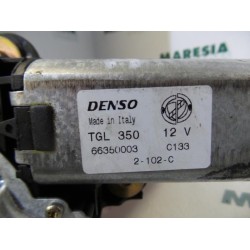 MARESIA
DENSO
Made in Italy
TGL 350 12 V
66350003 C133
2-102-C